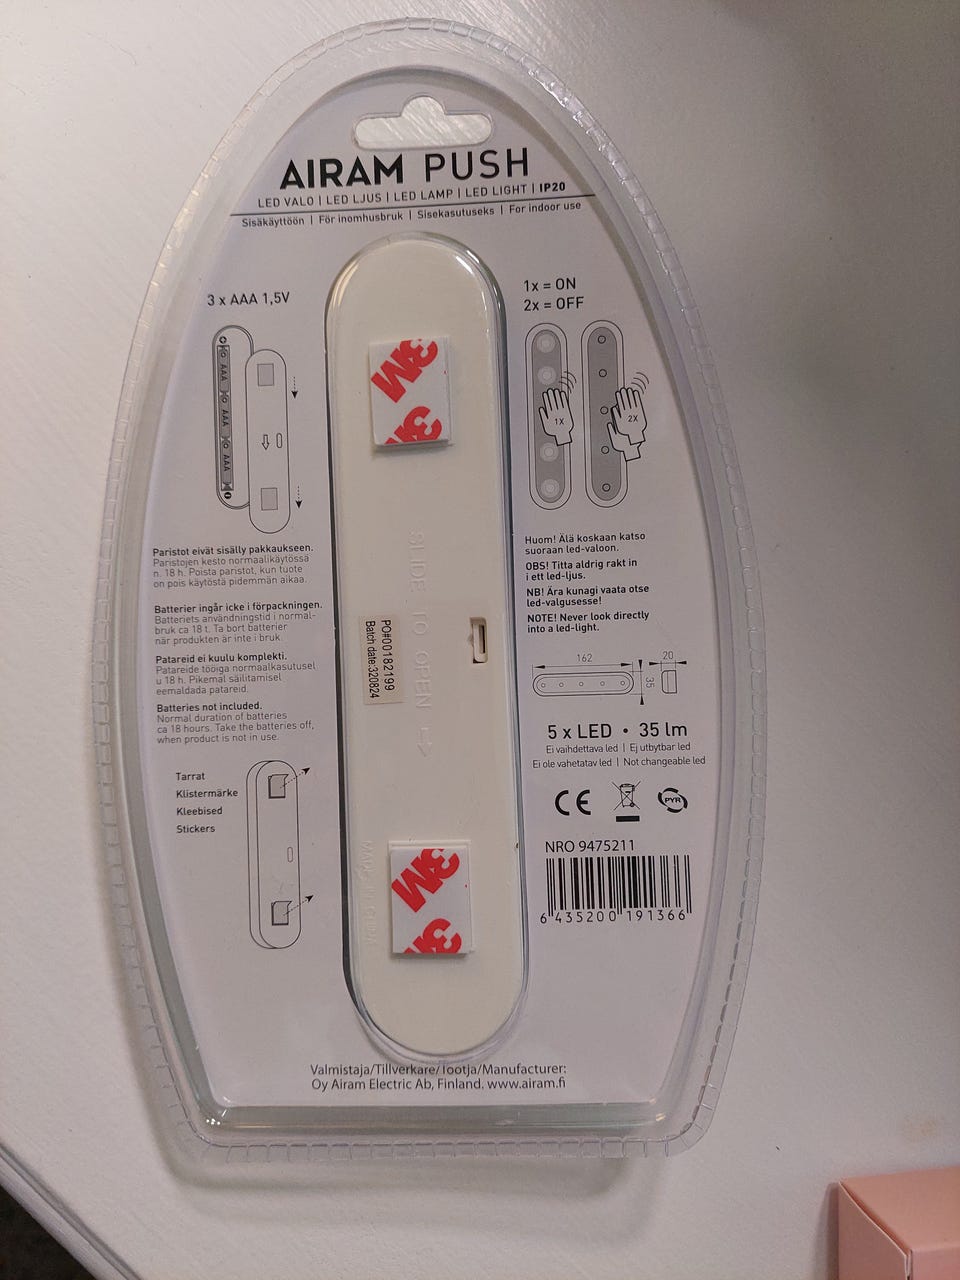 AIRAM PUSH
LED VALO | LED LJUS | LED LAMP | LED LIGHT | IP20
Sisäkäyttöön | För inomhusbruk | Sisekasutuseks | For indoor use
3 x AAA 1,5V
AAA
AAA
AAA
1x = ON
2x = OFF
1X
2X
Paristot eivät sisälly pakkaukseen.
Paristojen kesto normaalikäytössä
n. 18 h. Poista paristot, kun tuote
on pois käytöstä pidemmän aikaa.
Batterier ingår icke i förpackningen.
Batteriets användningstid i normal-
bruk ca 18 t. Ta bort batterier
när produkten är inte i bruk.
Patareid ei kuulu komplekti.
Patareide tööiga normaalkasutusel
u 18 h. Pikemal säilitamisel
eemaldada patareid.
Batteries not included.
Normal duration of batteries
ca 18 hours. Take the batteries off,
when product is not in use.
Tarrat
Klistermärke
Kleebised
Stickers
3M
3M
SLIDE TO OPEN
PO#00182199
Batch date:320824
3M
3M
MADE IN CHINA
Huom! Älä koskaan katso
suoraan led-valoon.
OBS! Titta aldrig rakt in
i ett led-ljus.
NB! Ära kunagi vaata otse
led-valgusesse!
NOTE! Never look directly
into a led-light.
162
20
35
5 x LED • 35 lm
Ei vaihdettava led | Ej utbytbar led
Ei ole vahetatav led | Not changeable led
CE
PYR
NRO 9475211
6 435200 191366
Valmistaja/Tillverkare/Tootja/Manufacturer:
Oy Airam Electric Ab, Finland. www.airam.fi